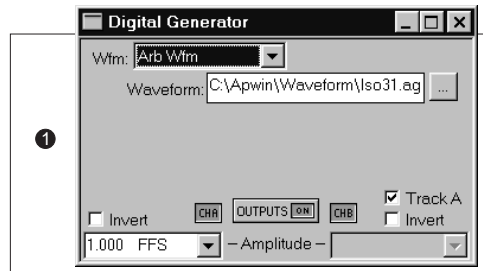 Digital Generator
Wfm: Arb Wfm
Waveform: C:\Apwin\Waveform\Iso31.ag ...
1
Track A
Invert CHA OUTPUTS ON CHB Invert
1.000 FFS – Amplitude –